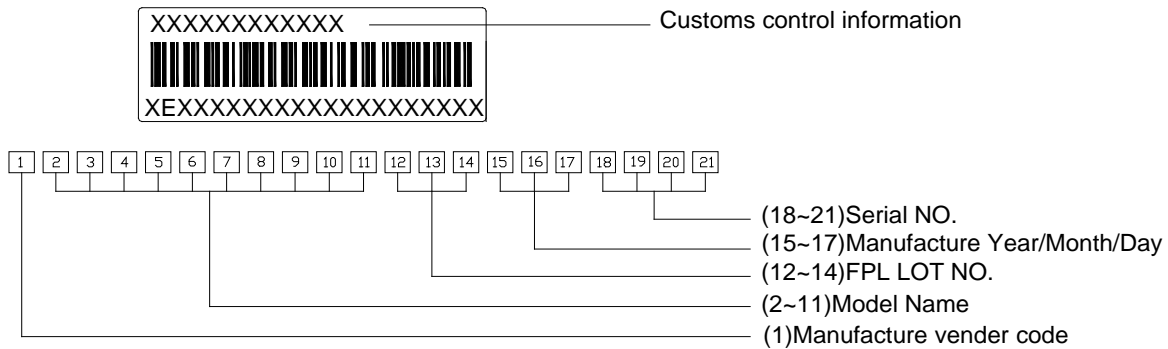 XXXXXXXXXXXX
Customs control information
XEXXXXXXXXXXXXXXXXXXX
1 2 3 4 5 6 7 8 9 10 11 12 13 14 15 16 17 18 19 20 21
(18~21)Serial NO.
(15~17)Manufacture Year/Month/Day
(12~14)FPL LOT NO.
(2~11)Model Name
(1)Manufacture vender code